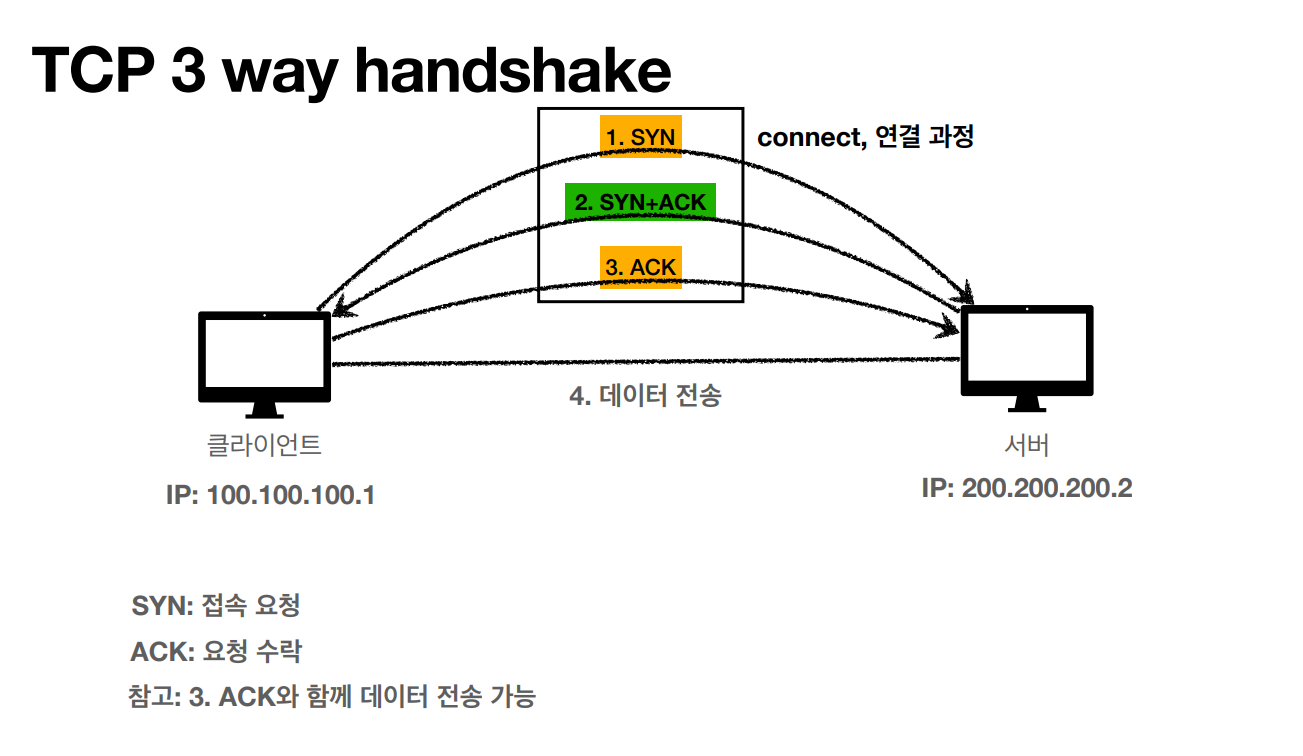 TCP 3 way handshake
1. SYN
connect, 연결 과정
2. SYN+ACK
3. ACK
4. 데이터 전송
클라이언트
서버
IP: 100.100.100.1
IP: 200.200.200.2
SYN: 접속 요청
ACK: 요청 수락
참고: 3. ACK와 함께 데이터 전송 가능